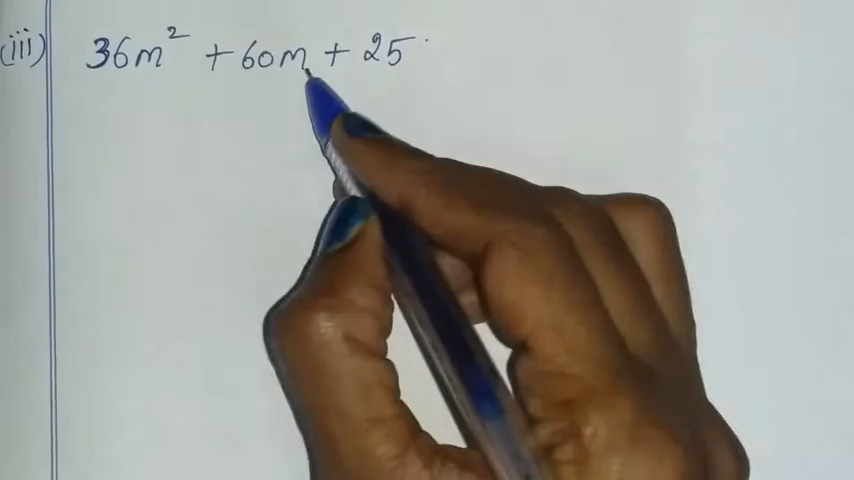 (iii) 36m² + 60m + 25